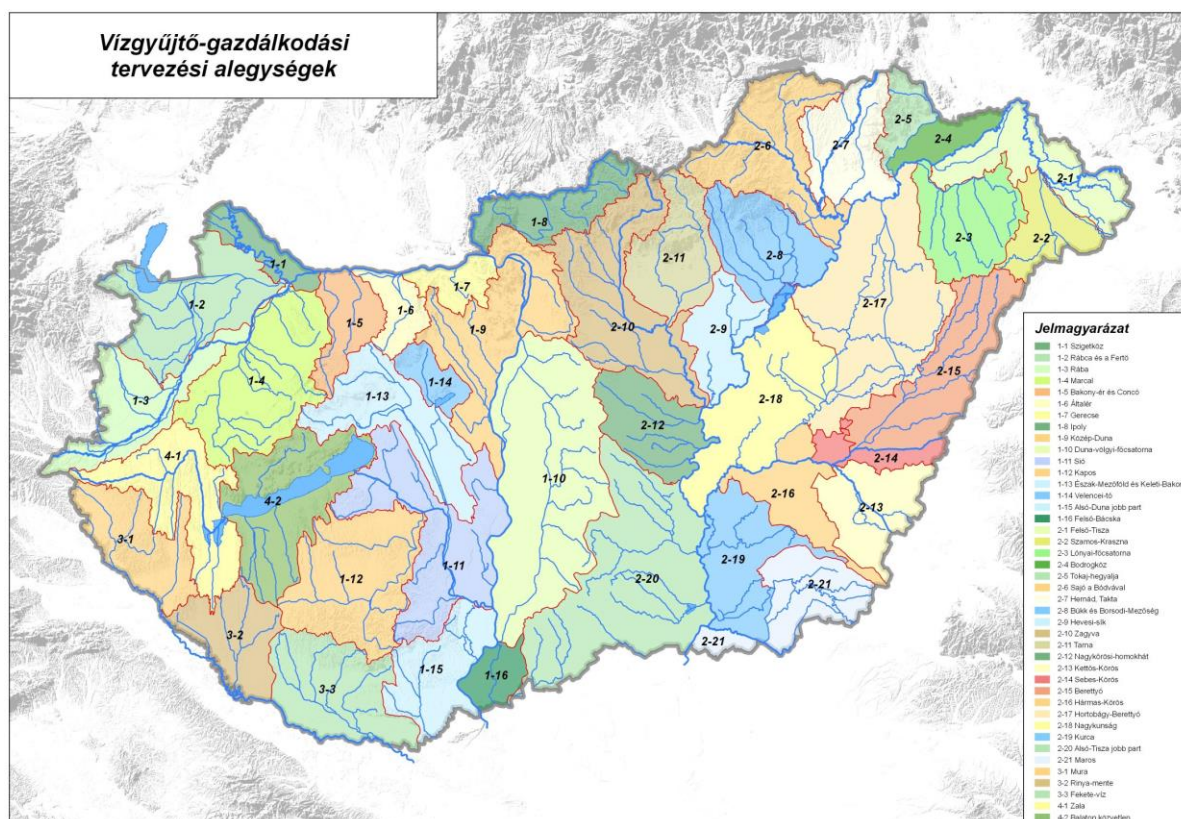 Vízgyűjtő-gazdálkodási
tervezési alegységek
2-5
2-4
2-7
2-6
2-1
1-8
2-3
2-2
2-8
2-11
1-1
1-7
2-17
1-2
1-6
1-5
1-9
2-10
2-9
1-14
2-15
1-4
1-3
1-13
2-18
2-12
4-1
2-14
1-10
4-2
2-16
2-13
3-1
2-19
1-11
1-12
2-20
2-21
3-2
2-21
1-15
1-16
3-3
Jelmagyarázat
1-1 Szigetköz
1-2 Rábca és a Fertő
1-3 Rába
1-4 Marcal
1-5 Bakony-ér és Concó
1-6 Általér
1-7 Gerecse
1-8 Ipoly
1-9 Közép-Duna
1-10 Duna-völgyi-főcsatorna
1-11 Sió
1-12 Kapos
1-13 Észak-Mezőföld és Keleti-Bakony
1-14 Velencei-tó
1-15 Alsó-Duna jobb part
1-16 Felső-Bácska
2-1 Felső-Tisza
2-2 Szamos-Kraszna
2-3 Lónyai-főcsatorna
2-4 Bodrogköz
2-5 Tokaj-hegyalja
2-6 Sajó a Bódvával
2-7 Hernád, Takta
2-8 Bükk és Borsodi-Mezőség
2-9 Hevesi-sík
2-10 Zagyva
2-11 Tarna
2-12 Nagykőrösi-homokhát
2-13 Kettős-Körös
2-14 Sebes-Körös
2-15 Berettyó
2-16 Hármas-Körös
2-17 Hortobágy-Berettyó
2-18 Nagykunság
2-19 Kurca
2-20 Alsó-Tisza jobb part
2-21 Maros
3-1 Mura
3-2 Rinya-mente
3-3 Fekete-víz
4-1 Zala
4-2 Balaton közvetlen